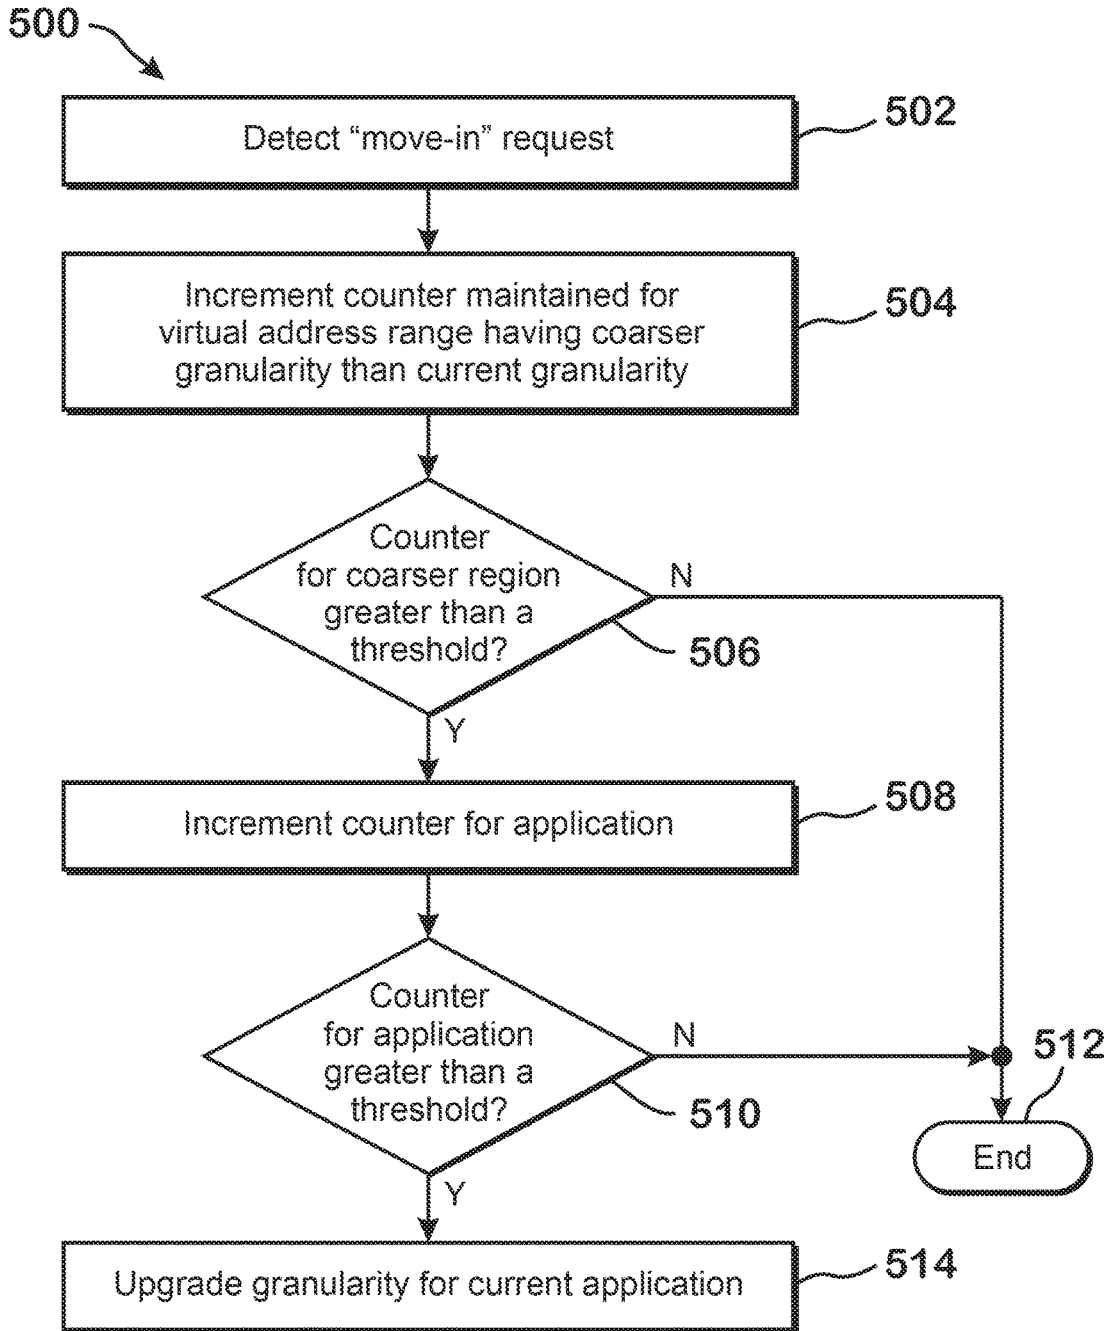 500
Detect “move-in” request
502
Increment counter maintained for
virtual address range having coarser
granularity than current granularity
504
Counter
for coarser region
greater than a
threshold?
N
506
Y
Increment counter for application
508
Counter
for application
greater than a
threshold?
N
510
512
End
Y
Upgrade granularity for current application
514